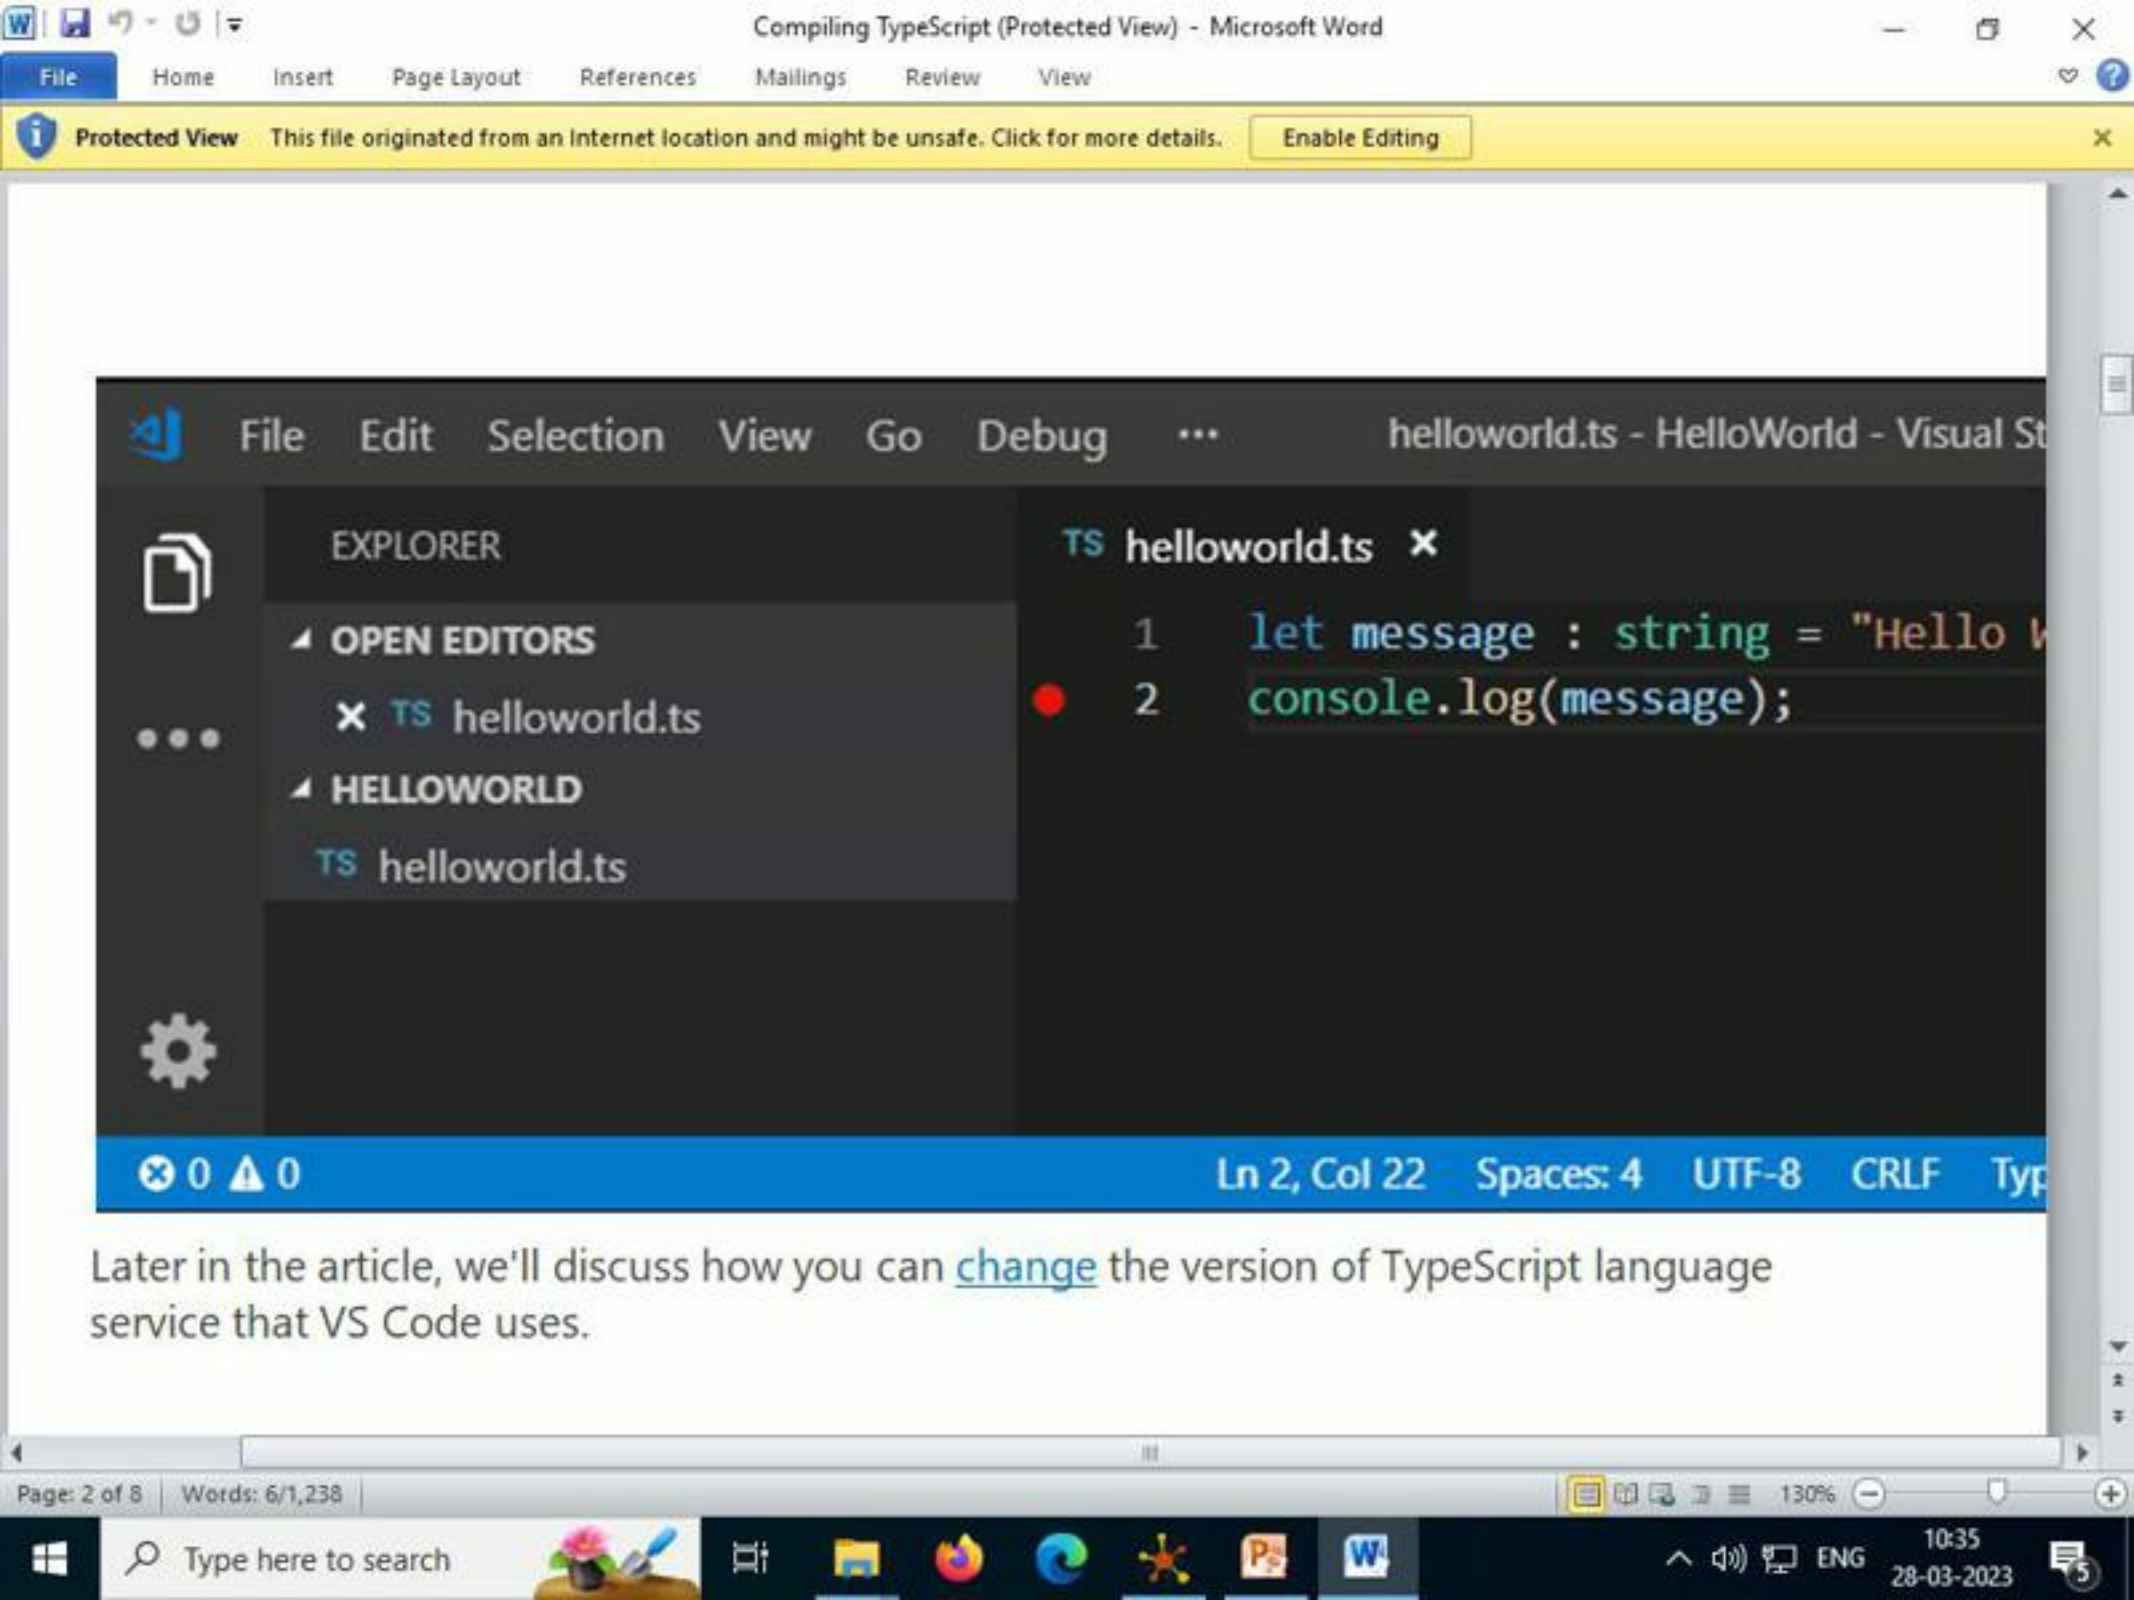 Compiling TypeScript (Protected View) - Microsoft Word
File Home Insert Page Layout References Mailings Review View
Protected View This file originated from an Internet location and might be unsafe. Click for more details. Enable Editing
File Edit Selection View Go Debug ··· helloworld.ts - HelloWorld - Visual St
EXPLORER
TS helloworld.ts ×
OPEN EDITORS
1 let message : string = "Hello W
× TS helloworld.ts
2 console.log(message);
HELLOWORLD
TS helloworld.ts
0 0 Ln 2, Col 22 Spaces: 4 UTF-8 CRLF Typ
Later in the article, we'll discuss how you can change the version of TypeScript language
service that VS Code uses.
Page: 2 of 8 Words: 6/1,238 130%
Type here to search ENG 10:35
28-03-2023 5